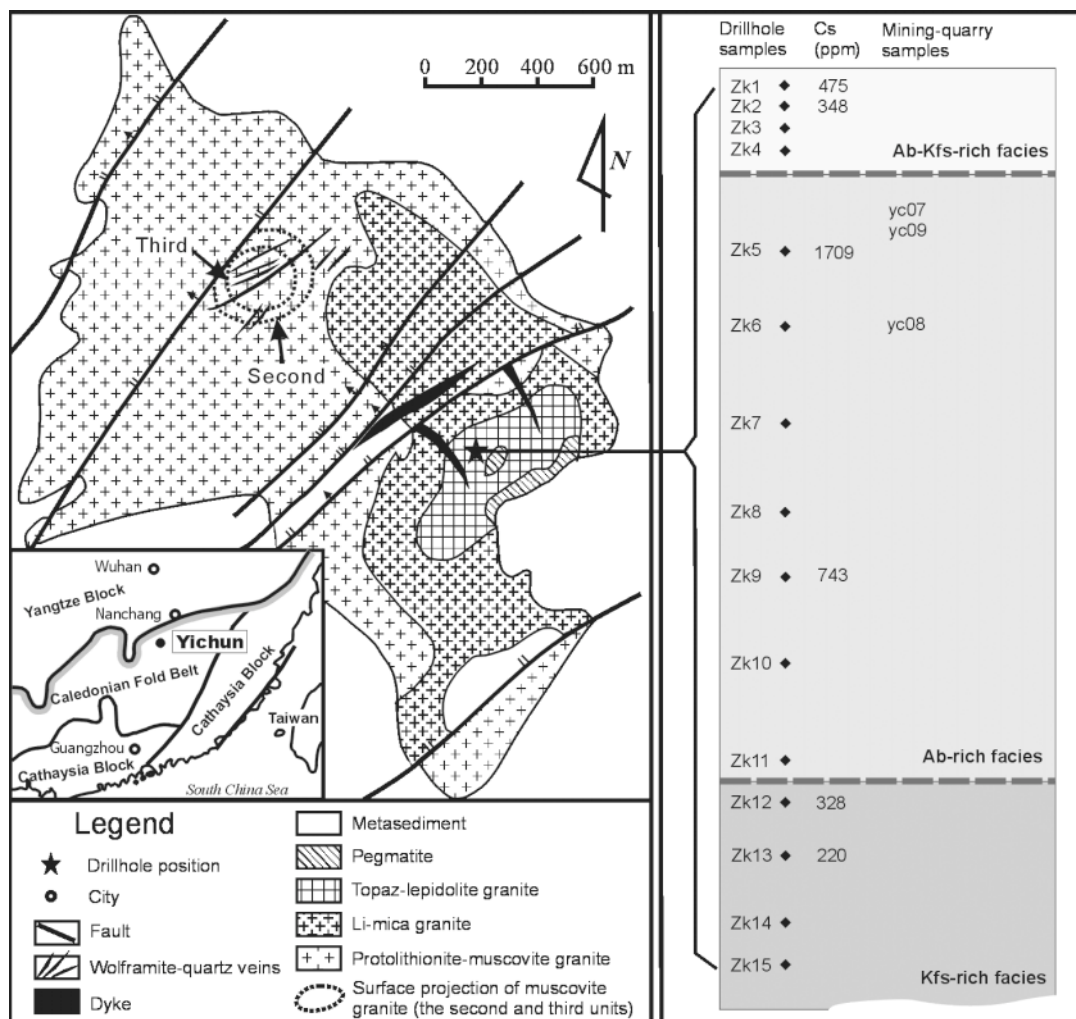 0 200 400 600 m
N
Third
Second
Wuhan
Yangtze Block
Nanchang
Yichun
Caledonian Fold Belt
Cathaysia Block
Taiwan
Guangzhou
Cathaysia Block
South China Sea
Legend
Drillhole position
City
Fault
Wolframite-quartz veins
Dyke
Metasediment
Pegmatite
Topaz-lepidolite granite
Li-mica granite
Protolithionite-muscovite granite
Surface projection of muscovite
granite (the second and third units)
Drillhole Cs Mining-quarry
samples (ppm) samples
Zk1 475
Zk2 348
Zk3
Zk4 Ab-Kfs-rich facies
yc07
yc09
Zk5 1709
Zk6 yc08
Zk7
Zk8
Zk9 743
Zk10
Zk11 Ab-rich facies
Zk12 328
Zk13 220
Zk14
Zk15 Kfs-rich facies